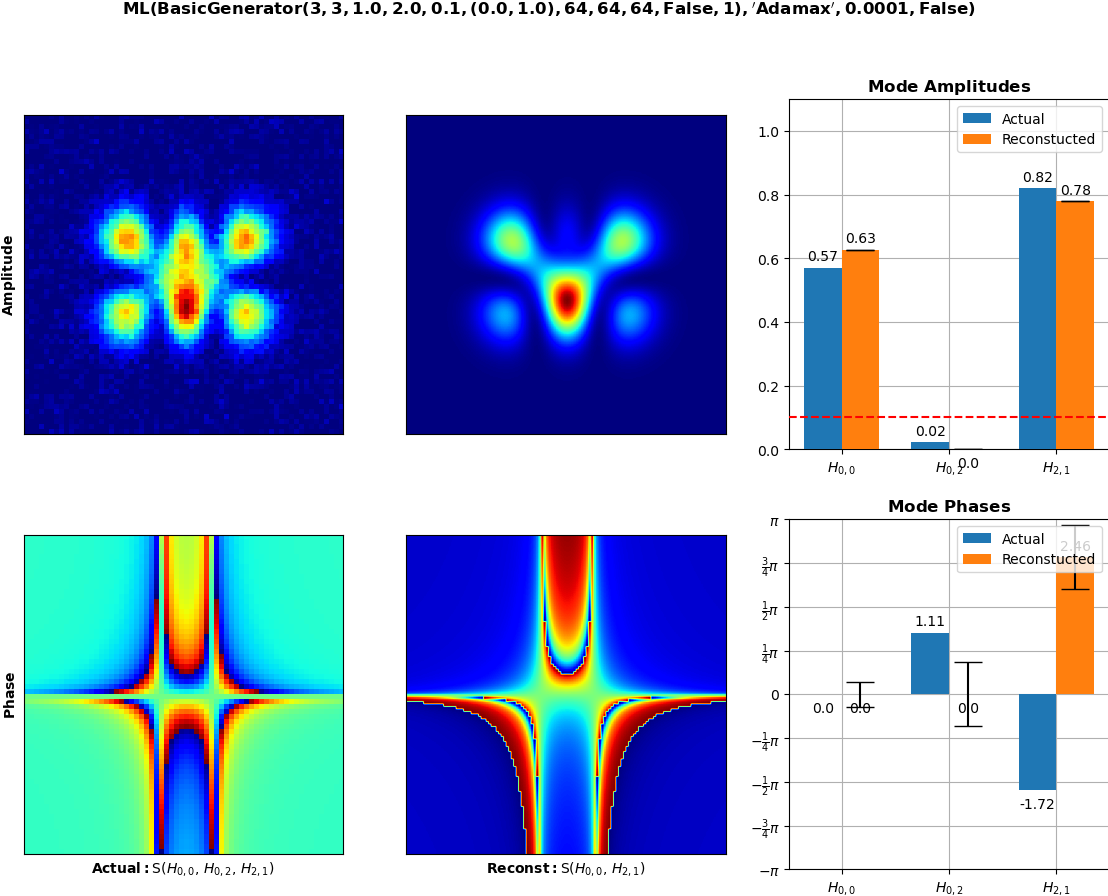 ML(BasicGenerator(3, 3, 1.0, 2.0, 0.1, (0.0, 1.0), 64, 64, 64, False, 1), ′Adamax′, 0.0001, False)
Amplitude
Mode Amplitudes
Actual
Reconstucted
1.0
0.8
0.6
0.4
0.2
0.0
0.57
0.63
0.02
0.0
0.82
0.78
H0,0
H0,2
H2,1
Phase
Actual: S(H0,0, H0,2, H2,1)
Reconst: S(H0,0, H2,1)
Mode Phases
Actual
Reconstucted
π
3/4π
1/2π
1/4π
0
−1/4π
−1/2π
−3/4π
−π
0.0
0.0
1.11
0.0
-1.72
2.46
H0,0
H0,2
H2,1